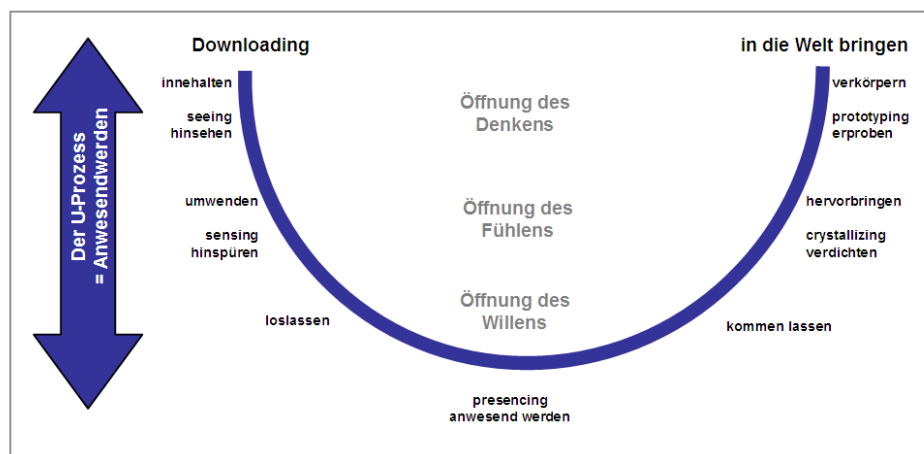 Der U-Prozess
= Anwesendwerden
Downloading
innehalten
seeing
hinsehen
umwenden
sensing
hinspüren
loslassen
presencing
anwesend werden
Öffnung des
Denkens
Öffnung des
Fühlens
Öffnung des
Willens
in die Welt bringen
verkörpern
prototyping
erproben
hervorbringen
crystallizing
verdichten
kommen lassen